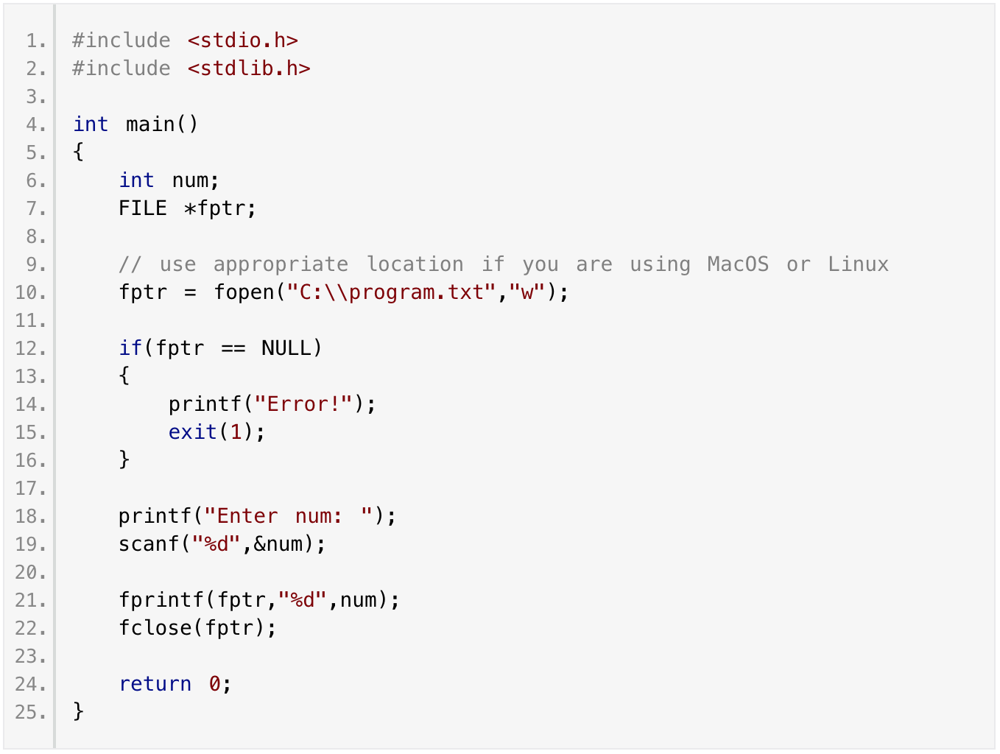 1. #include <stdio.h>
2. #include <stdlib.h>
3.
4. int main()
5. {
6.     int num;
7.     FILE *fptr;
8.
9.     // use appropriate location if you are using MacOS or Linux
10.     fptr = fopen("C:\\program.txt","w");
11.
12.     if(fptr == NULL)
13.     {
14.         printf("Error!");
15.         exit(1);
16.     }
17.
18.     printf("Enter num: ");
19.     scanf("%d",&num);
20.
21.     fprintf(fptr,"%d",num);
22.     fclose(fptr);
23.
24.     return 0;
25. }